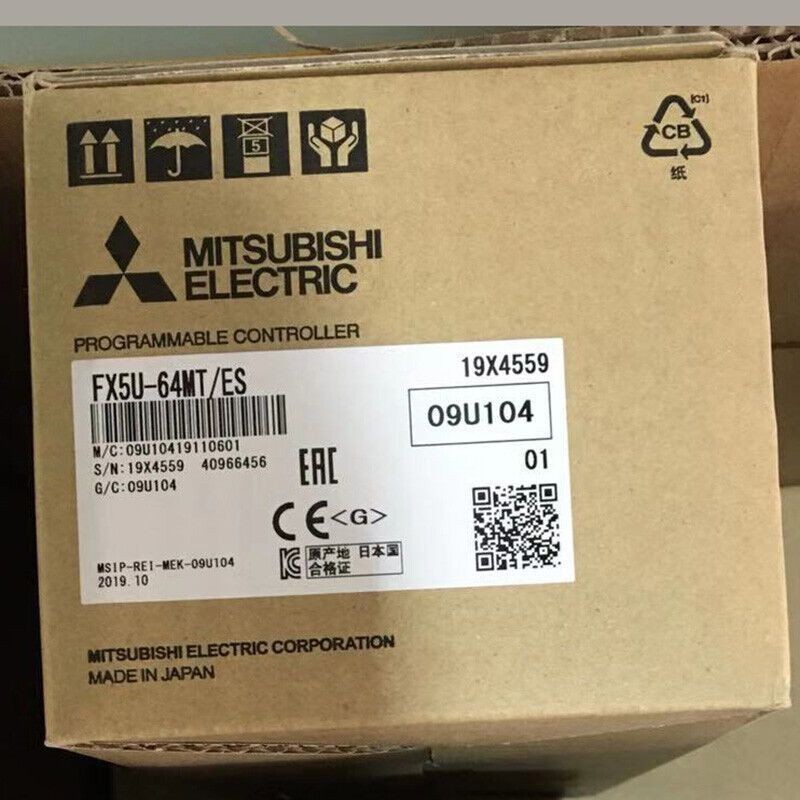 5
[C1]
CB
纸
MITSUBISHI
ELECTRIC
PROGRAMMABLE CONTROLLER
FX5U-64MT/ES
19X4559
09U104
M/C:09U10419110601
S/N:19X4559 40966456
01
G/C:09U104
EAC
CE<G>
MSIP-REI-MEK-09U104
2019.10
原产地 日本国
合格证
MITSUBISHI ELECTRIC CORPORATION
MADE IN JAPAN